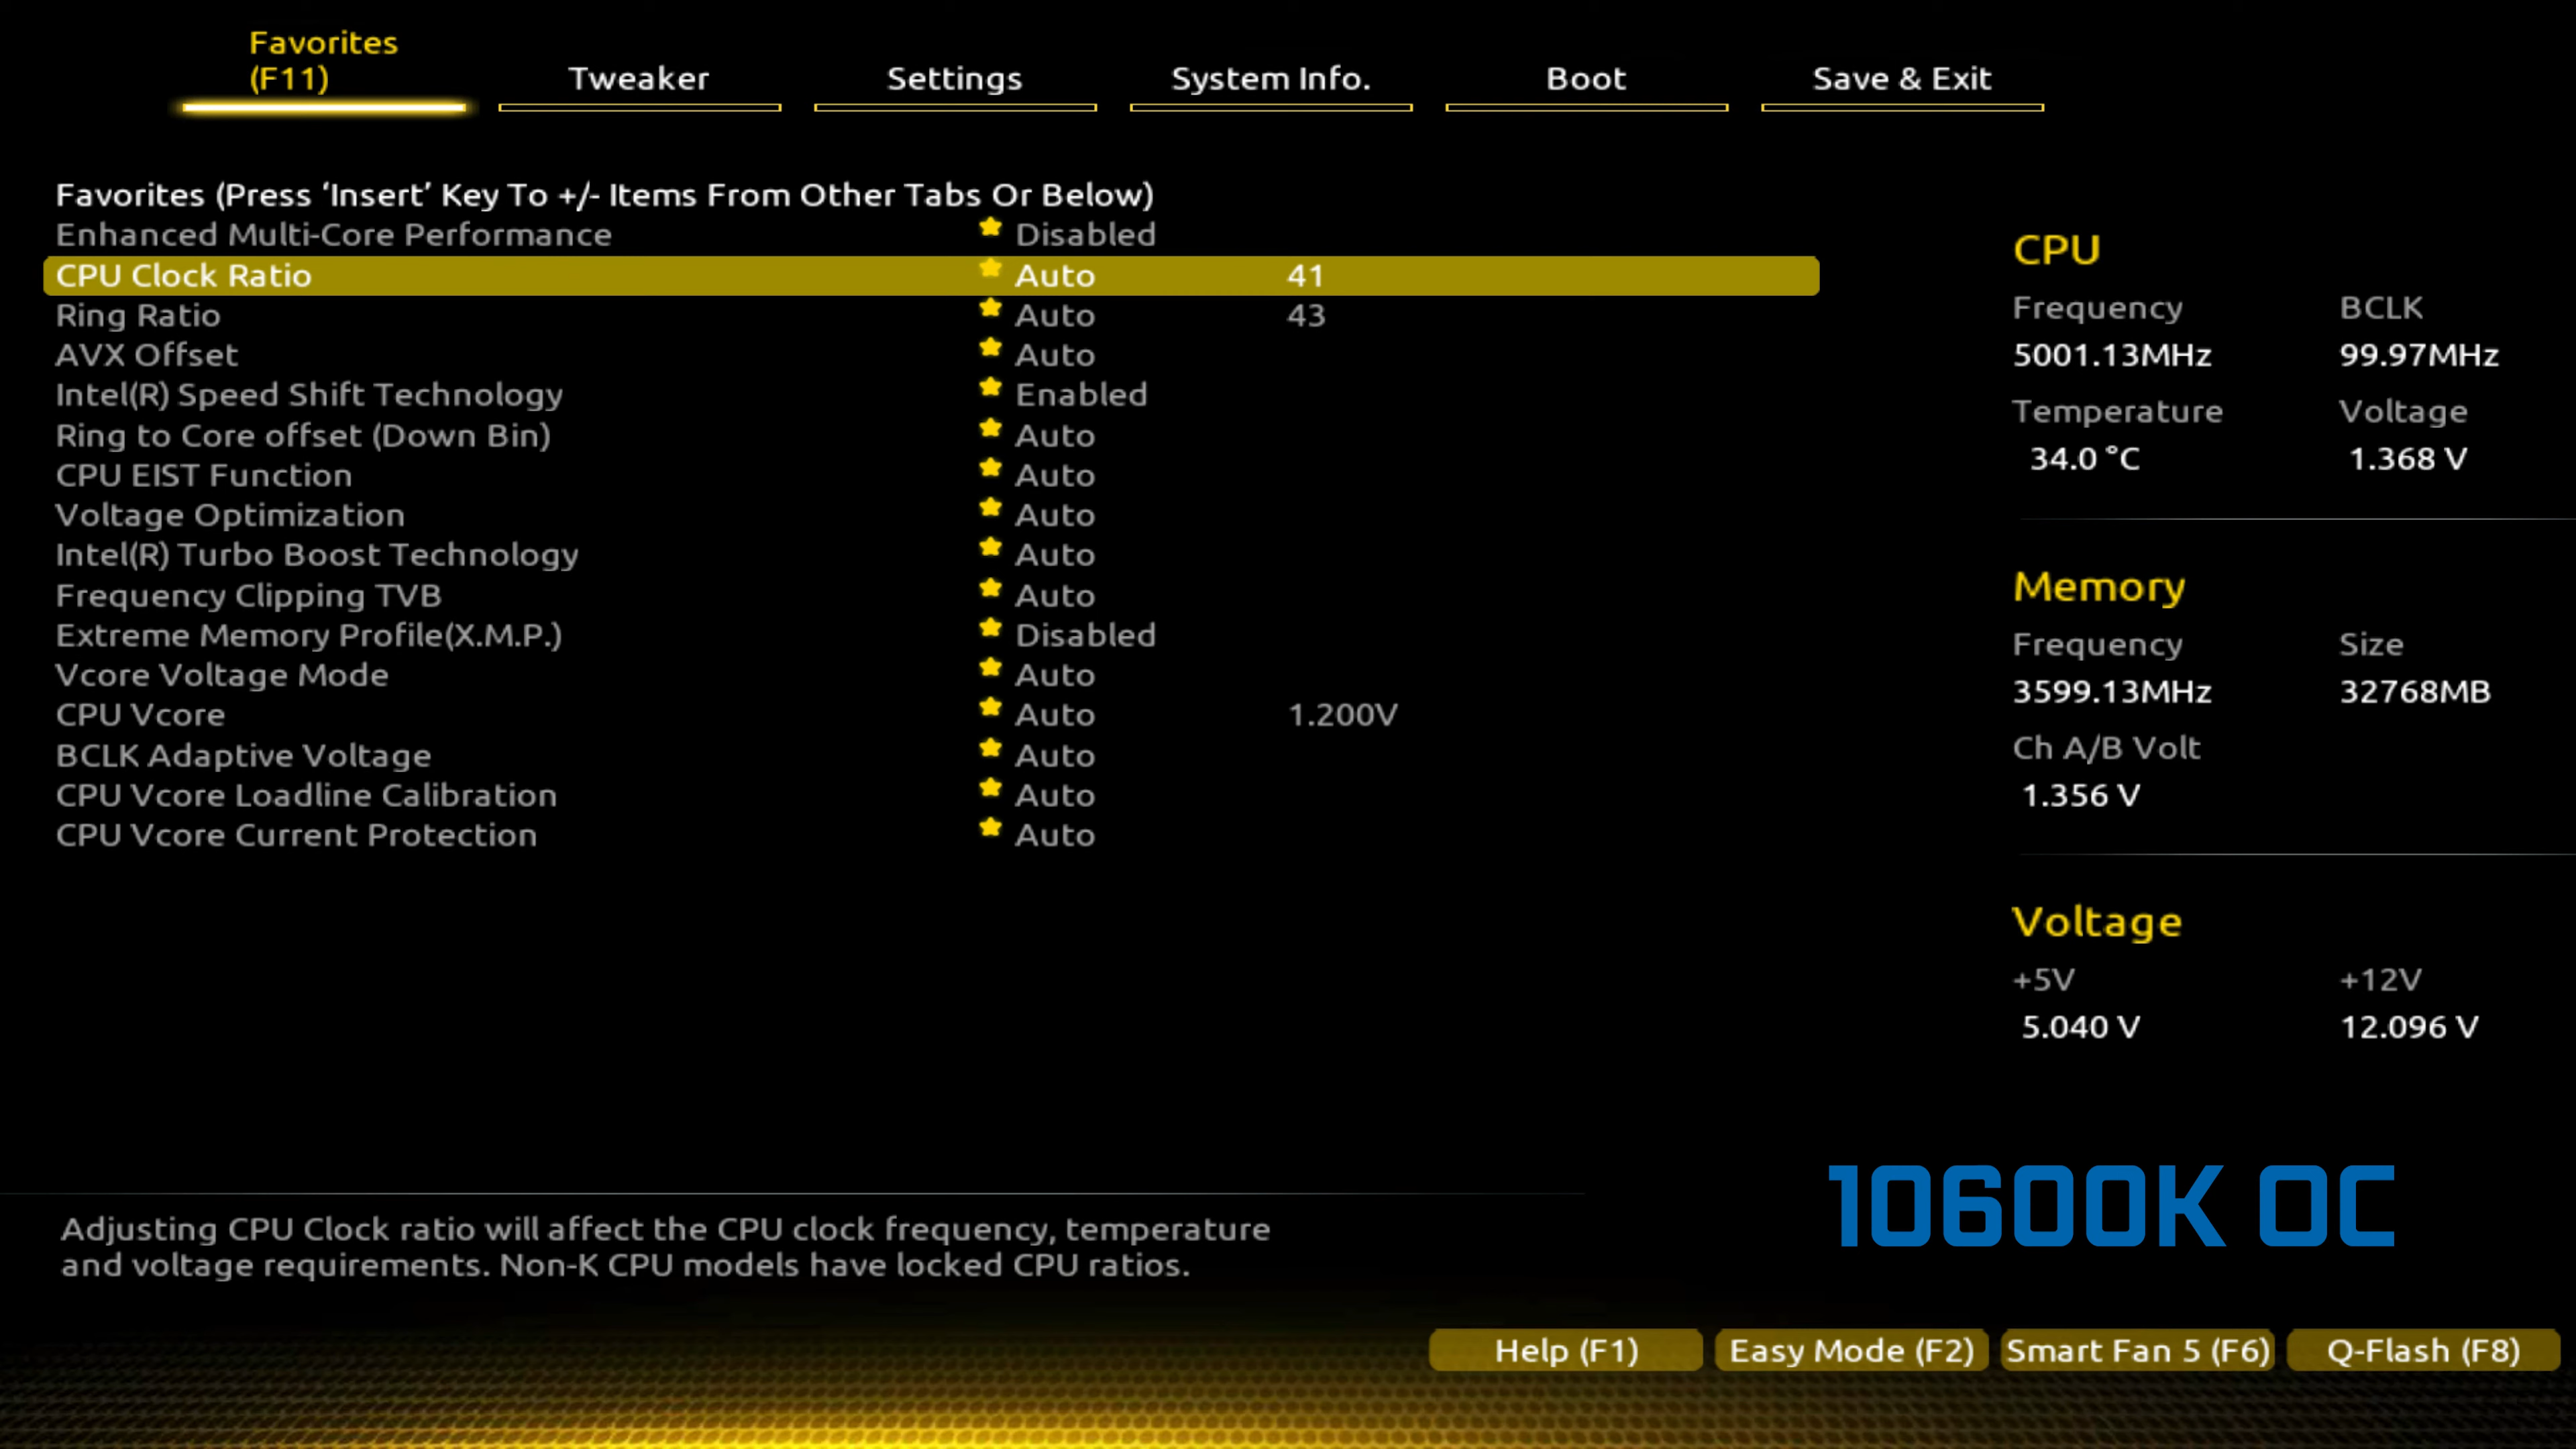 Favorites
(F11)
Tweaker
Settings
System Info.
Boot
Save & Exit
Favorites (Press ‘Insert’ Key To +/- Items From Other Tabs Or Below)
Enhanced Multi-Core Performance Disabled
CPU Clock Ratio Auto 41
Ring Ratio Auto 43
AVX Offset Auto
Intel(R) Speed Shift Technology Enabled
Ring to Core offset (Down Bin) Auto
CPU EIST Function Auto
Voltage Optimization Auto
Intel(R) Turbo Boost Technology Auto
Frequency Clipping TVB Auto
Extreme Memory Profile(X.M.P.) Disabled
Vcore Voltage Mode Auto
CPU Vcore Auto 1.200V
BCLK Adaptive Voltage Auto
CPU Vcore Loadline Calibration Auto
CPU Vcore Current Protection Auto
CPU
Frequency BCLK
5001.13MHz 99.97MHz
Temperature Voltage
34.0 °C 1.368 V
Memory
Frequency Size
3599.13MHz 32768MB
Ch A/B Volt
1.356 V
Voltage
+5V +12V
5.040 V 12.096 V
10600K OC
Adjusting CPU Clock ratio will affect the CPU clock frequency, temperature
and voltage requirements. Non-K CPU models have locked CPU ratios.
Help (F1)
Easy Mode (F2)
Smart Fan 5 (F6)
Q-Flash (F8)